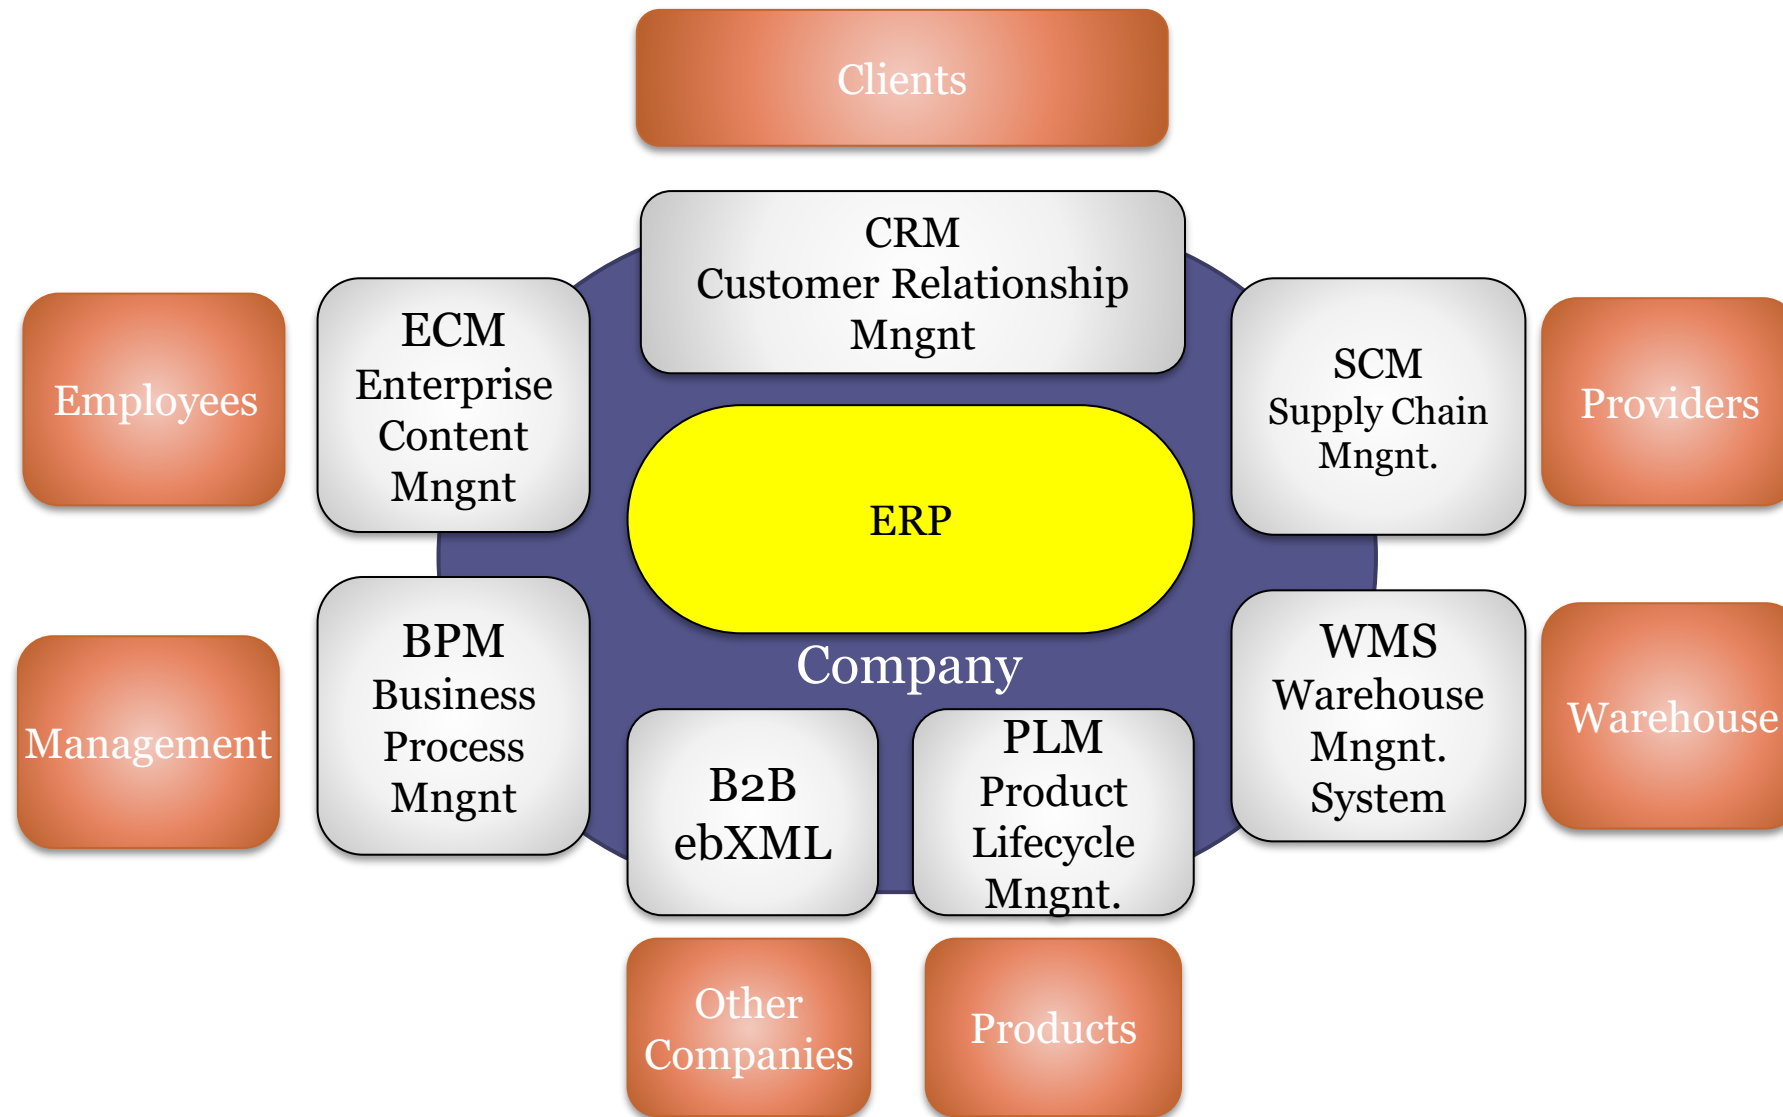 Clients
CRM
Customer Relationship
Mngnt
ECM
Enterprise
Content
Mngnt
Employees
SCM
Supply Chain
Mngnt.
Providers
ERP
Company
BPM
Business
Process
Mngnt
Management
WMS
Warehouse
Mngnt.
System
Warehouse
B2B
ebXML
PLM
Product
Lifecycle
Mngnt.
Other
Companies
Products